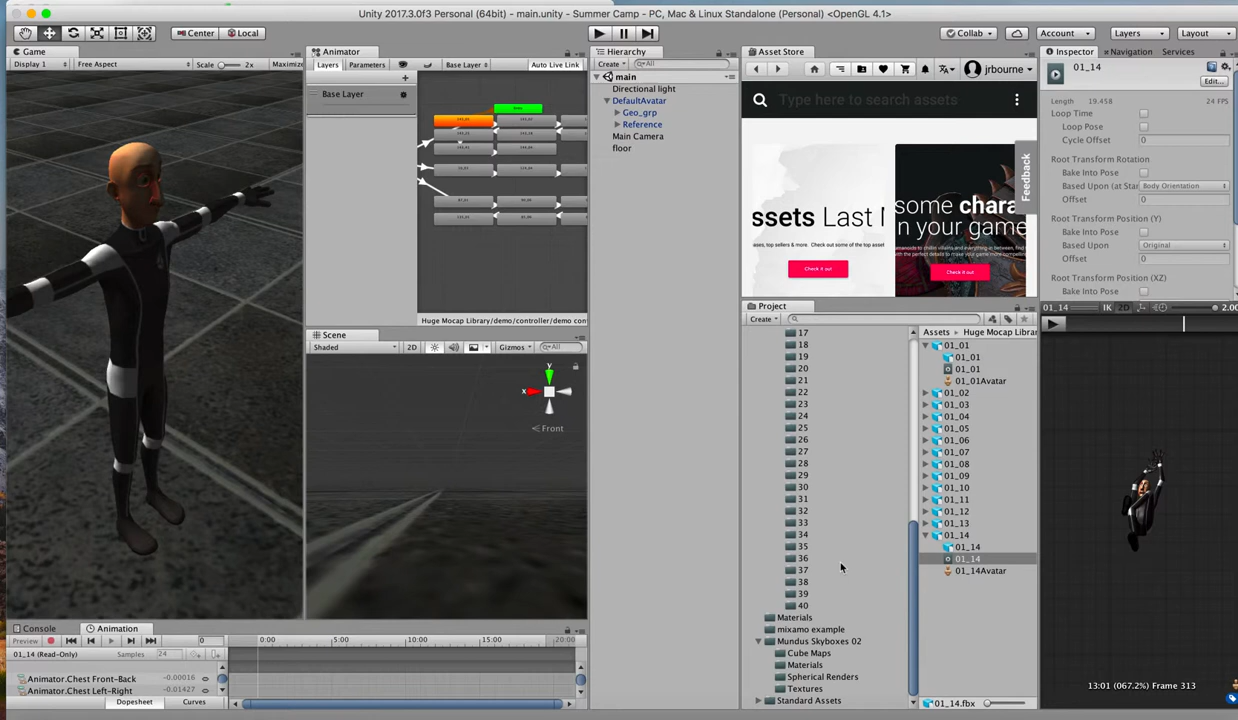 Unity 2017.3.0f3 Personal (64bit) - main.unity - Summer Camp - PC, Mac & Linux Standalone (Personal) <OpenGL 4.1>
Center Local Collab Account Layers Layout
Game
Display 1 Free Aspect Scale 2x Maximize
Animator
Layers Parameters Base Layer Auto Live Link
Base Layer
Huge Mocap Library/demo/controller/demo con
Scene
Shaded 2D Gizmos All
y
x
Front
Hierarchy
Create All
main
Directional light
DefaultAvatar
Geo_grp
Reference
Main Camera
floor
Asset Store
jrbourne
Type here to search assets
Feedback
ssets Last
Check it out
some chara
n your game
Check it out
Project
Create
17
18
19
20
21
22
23
24
25
26
27
28
29
30
31
32
33
34
35
36
37
38
39
40
Materials
mixamo example
Mundus Skyboxes 02
Cube Maps
Materials
Spherical Renders
Textures
Standard Assets
Assets Huge Mocap Librar
01_01
01_01
01_01
01_01Avatar
01_02
01_03
01_04
01_05
01_06
01_07
01_08
01_09
01_10
01_11
01_12
01_13
01_14
01_14
01_14
01_14Avatar
01_14.fbx
Inspector Navigation Services
01_14
Edit...
Length 19.458 24 FPS
Loop Time
Loop Pose
Cycle Offset 0
Root Transform Rotation
Bake Into Pose
Based Upon (at Star Body Orientation
Offset 0
Root Transform Position (Y)
Bake Into Pose
Based Upon Original
Offset 0
Root Transform Position (XZ)
Bake Into Pose
01_14 IK 2D 2.00
13:01 (067.2%) Frame 313
Console Animation
Preview 0 0:00 5:00 10:00 15:00 20:00
01_14 (Read-Only) Samples 24
Animator.Chest Front-Back -0.00016
Animator.Chest Left-Right -0.01427
Dopesheet Curves